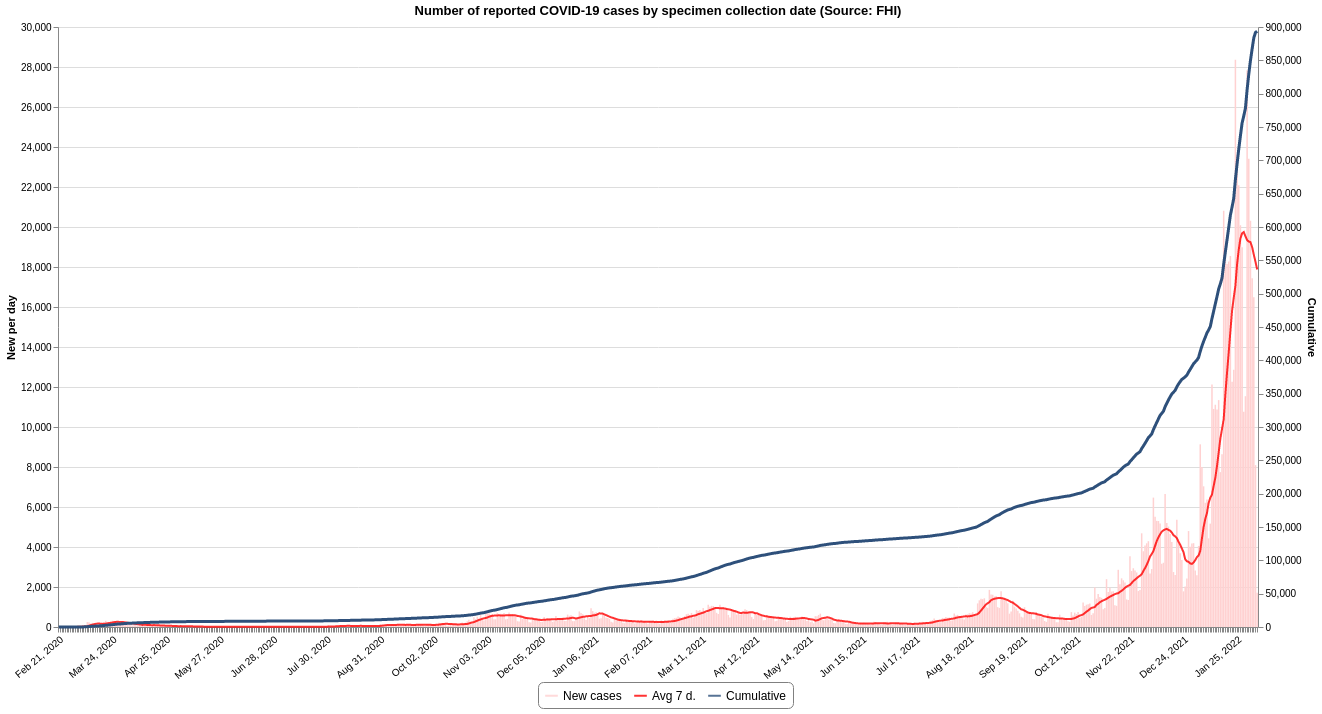 Number of reported COVID-19 cases by specimen collection date (Source: FHI)
30,000
28,000
26,000
24,000
22,000
20,000
18,000
16,000
14,000
12,000
10,000
8,000
6,000
4,000
2,000
0
New per day
900,000
850,000
800,000
750,000
700,000
650,000
600,000
550,000
500,000
450,000
400,000
350,000
300,000
250,000
200,000
150,000
100,000
50,000
0
Cumulative
Feb 21, 2020
Mar 24, 2020
Apr 25, 2020
May 27, 2020
Jun 28, 2020
Jul 30, 2020
Aug 31, 2020
Oct 02, 2020
Nov 03, 2020
Dec 05, 2020
Jan 06, 2021
Feb 07, 2021
Mar 11, 2021
Apr 12, 2021
May 14, 2021
Jun 15, 2021
Jul 17, 2021
Aug 18, 2021
Sep 19, 2021
Oct 21, 2021
Nov 22, 2021
Dec 24, 2021
Jan 25, 2022
New cases Avg 7 d. Cumulative